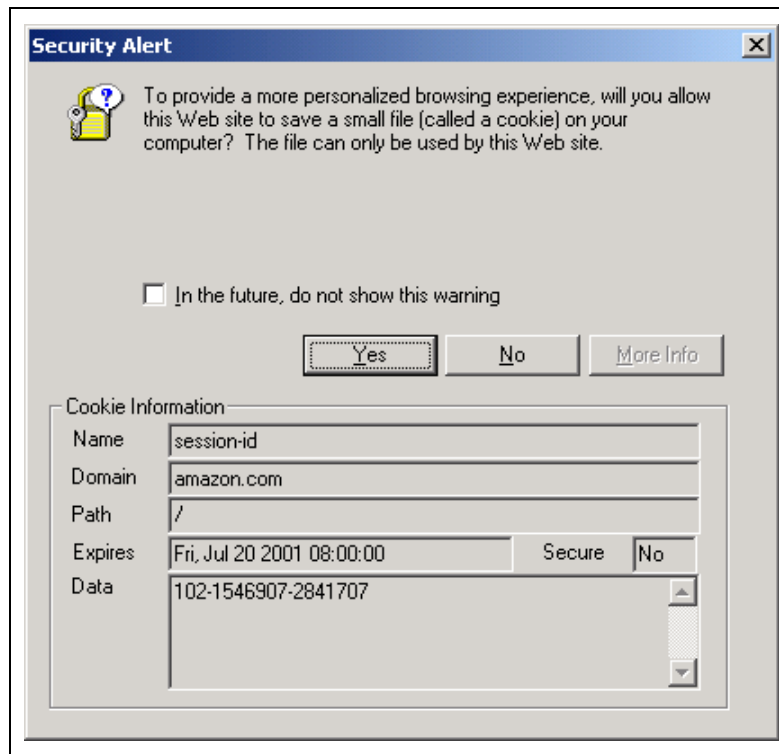 Security Alert
To provide a more personalized browsing experience, will you allow
this Web site to save a small file (called a cookie) on your
computer? The file can only be used by this Web site.
In the future, do not show this warning
Yes No More Info
Cookie Information
Name session-id
Domain amazon.com
Path /
Expires Fri, Jul 20 2001 08:00:00 Secure No
Data 102-1546907-2841707